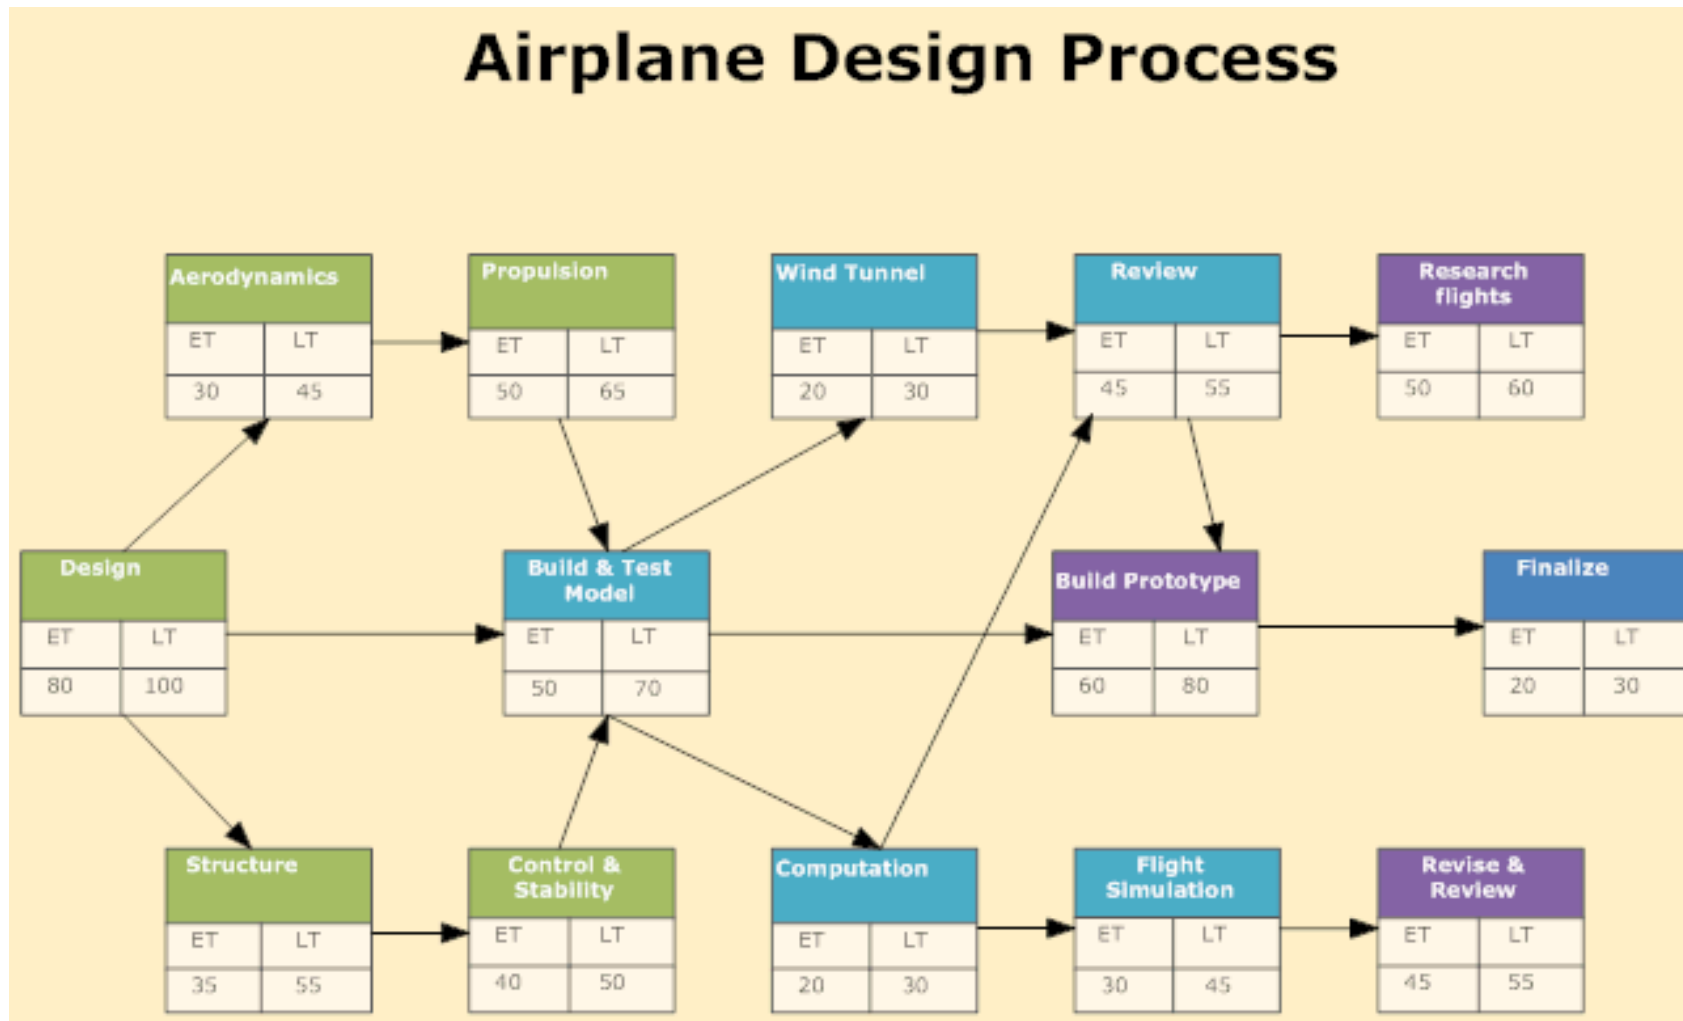 Airplane Design Process
Aerodynamics
ET LT
30 45
Propulsion
ET LT
50 65
Wind Tunnel
ET LT
20 30
Review
ET LT
45 55
Research
flights
ET LT
50 60
Design
ET LT
80 100
Build & Test
Model
ET LT
50 70
Build Prototype
ET LT
60 80
Finalize
ET LT
20 30
Structure
ET LT
35 55
Control &
Stability
ET LT
40 50
Computation
ET LT
20 30
Flight
Simulation
ET LT
30 45
Revise &
Review
ET LT
45 55